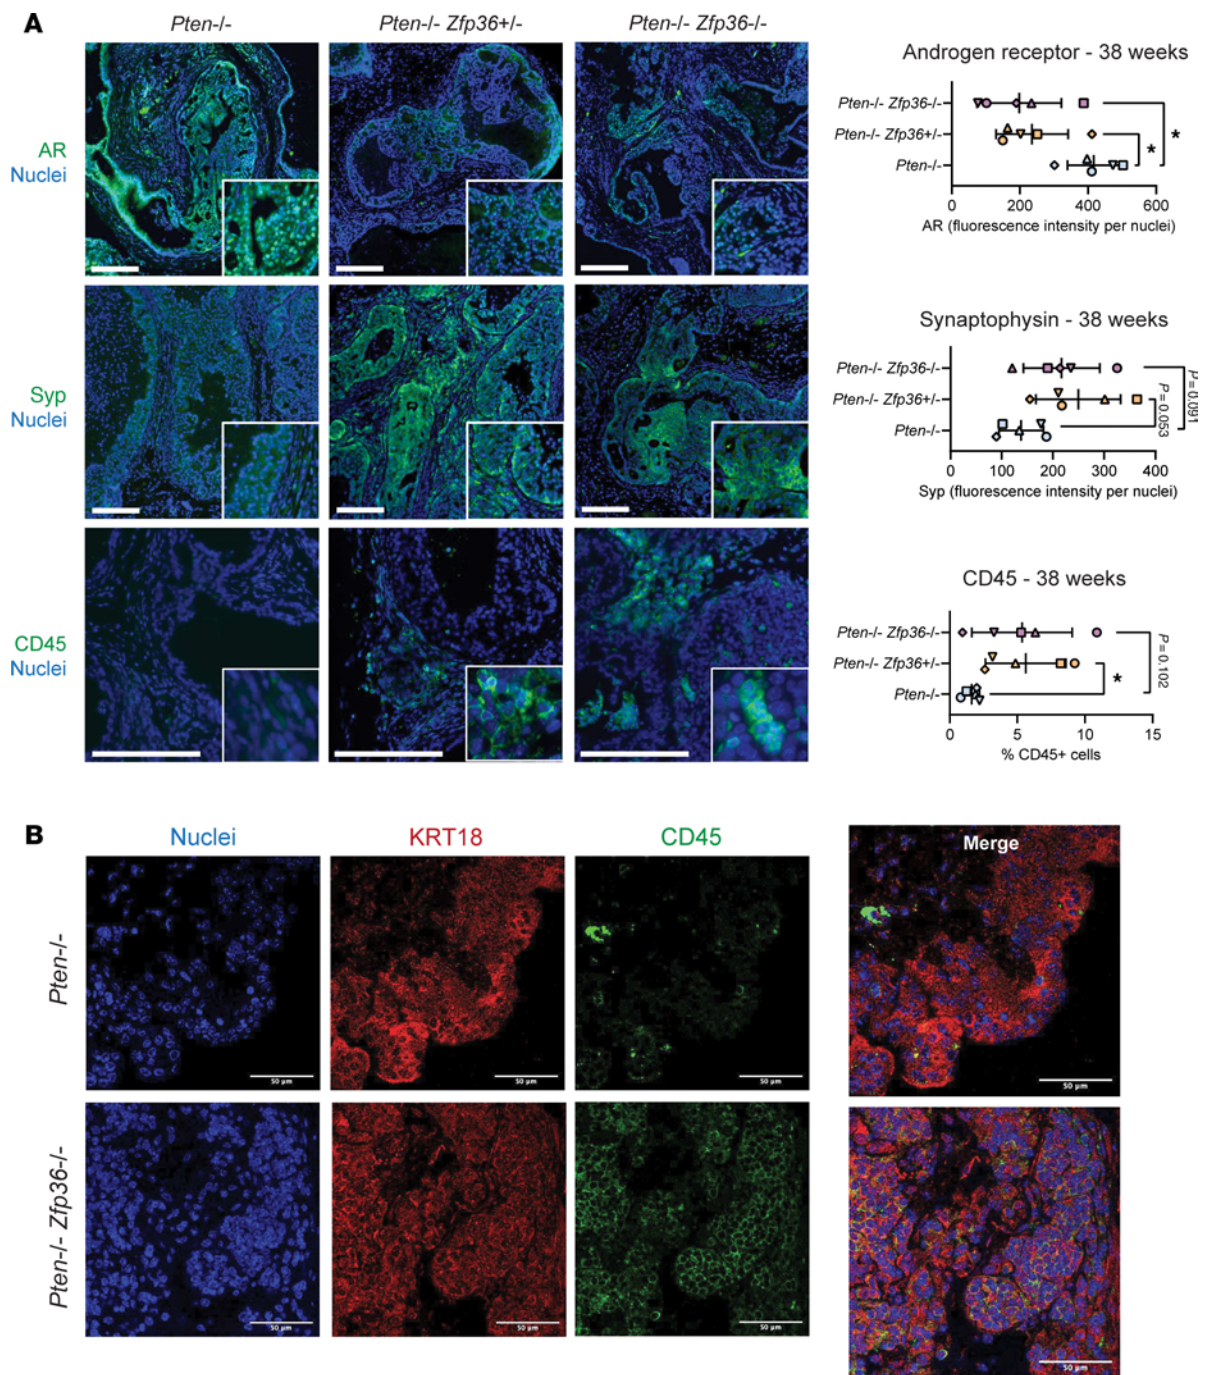 A
Pten-/-
Pten-/- Zfp36+/-
Pten-/- Zfp36-/-
AR
Nuclei
Syp
Nuclei
CD45
Nuclei
Androgen receptor - 38 weeks
Pten-/- Zfp36-/-
Pten-/- Zfp36+/-
Pten-/-
*
*
0 200 400 600
AR (fluorescence intensity per nuclei)
Synaptophysin - 38 weeks
Pten-/- Zfp36-/-
Pten-/- Zfp36+/-
Pten-/-
P = 0.053
P = 0.091
0 100 200 300 400
Syp (fluorescence intensity per nuclei)
CD45 - 38 weeks
Pten-/- Zfp36-/-
Pten-/- Zfp36+/-
Pten-/-
*
P = 0.102
0 5 10 15
% CD45+ cells
B
Nuclei
KRT18
CD45
Merge
Pten-/-
50 µm
50 µm
50 µm
50 µm
Pten-/- Zfp36-/-
50 µm
50 µm
50 µm
50 µm